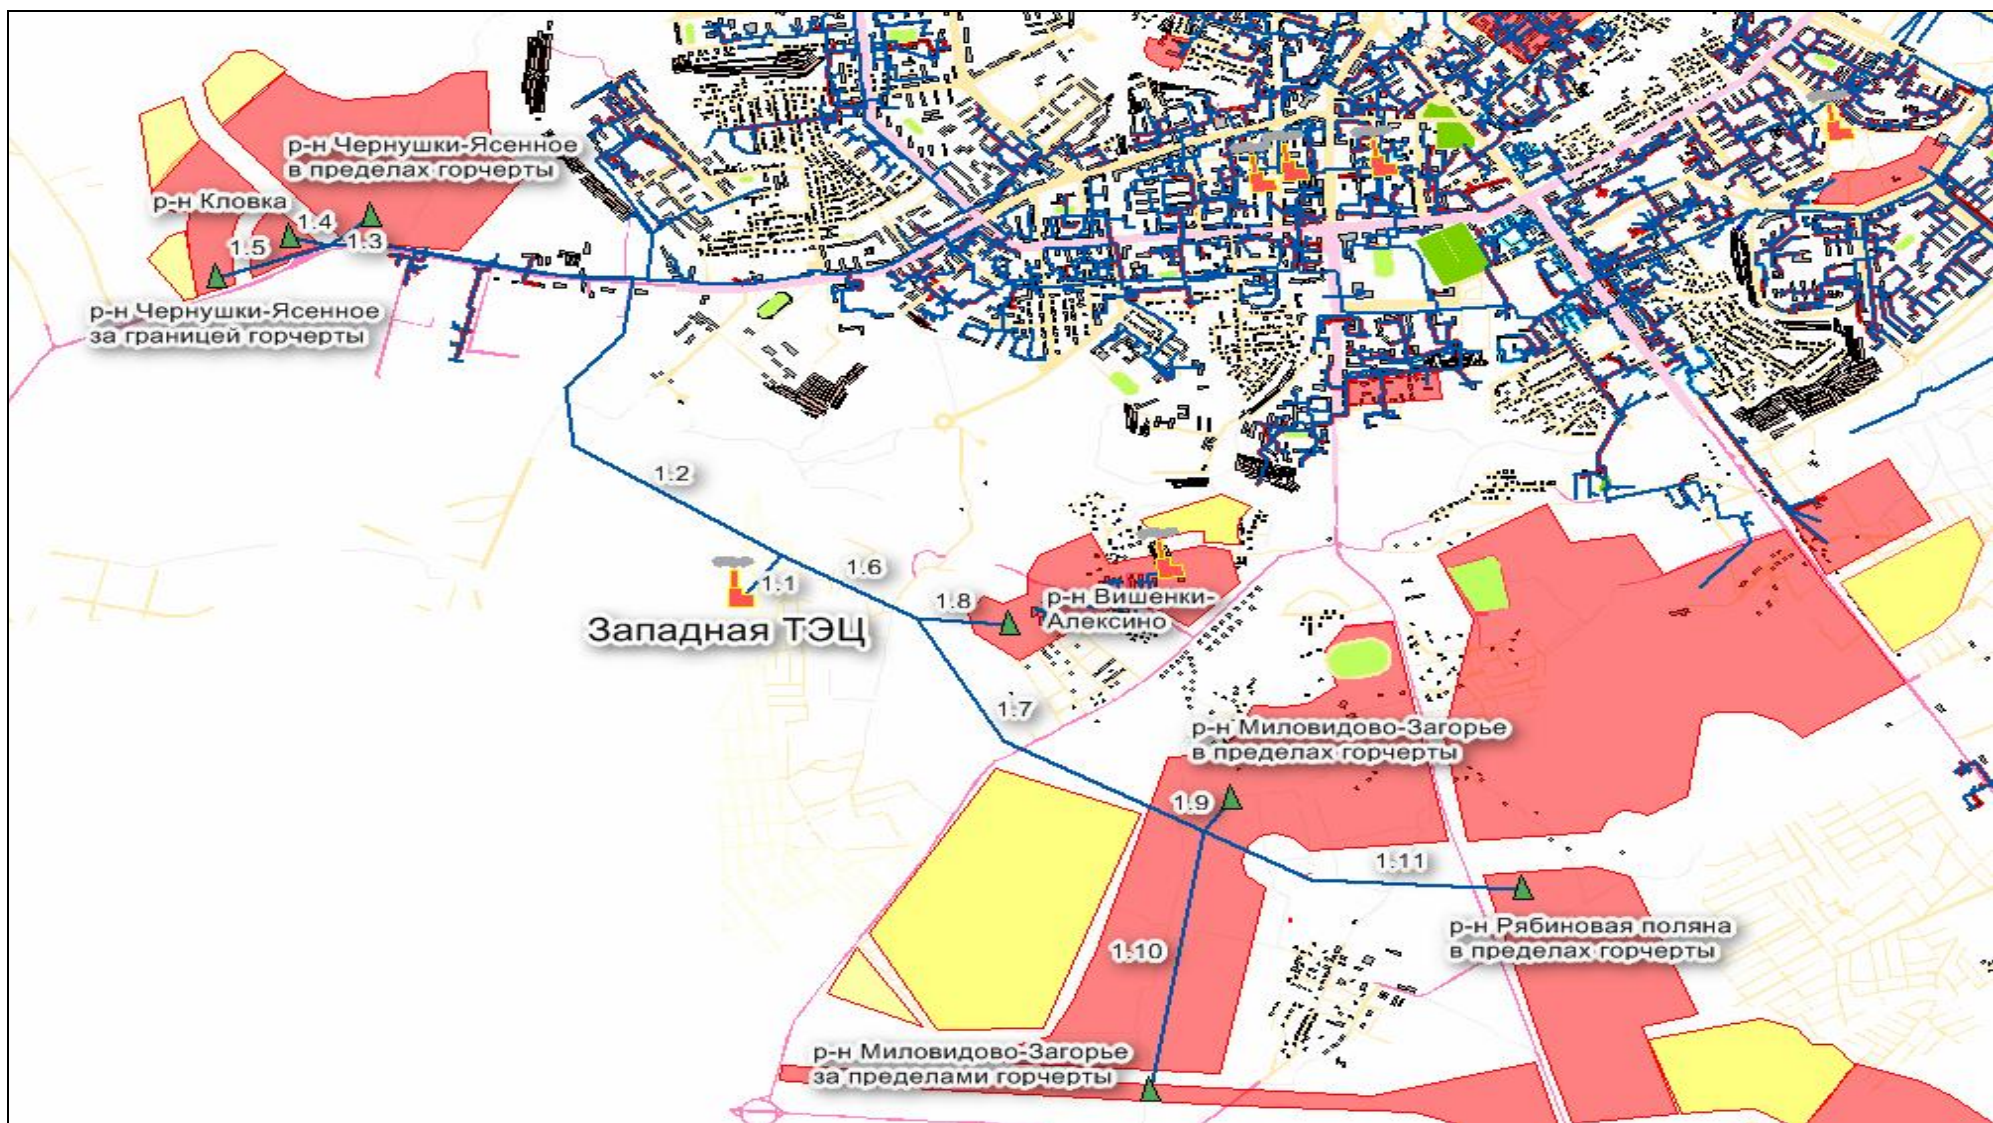 р-н Чернушки-Ясенное
в пределах горчерты
р-н Кловка
1.4
1.5
1.3
р-н Чернушки-Ясенное
за границей горчерты
1.2
1.1
1.6
1.8
р-н Вишенки-
Алексино
Западная ТЭЦ
1.7
р-н Миловидово-Загорье
в пределах горчерты
1.9
1.11
р-н Рябиновая поляна
в пределах горчерты
1.10
р-н Миловидово-Загорье
за пределами горчерты